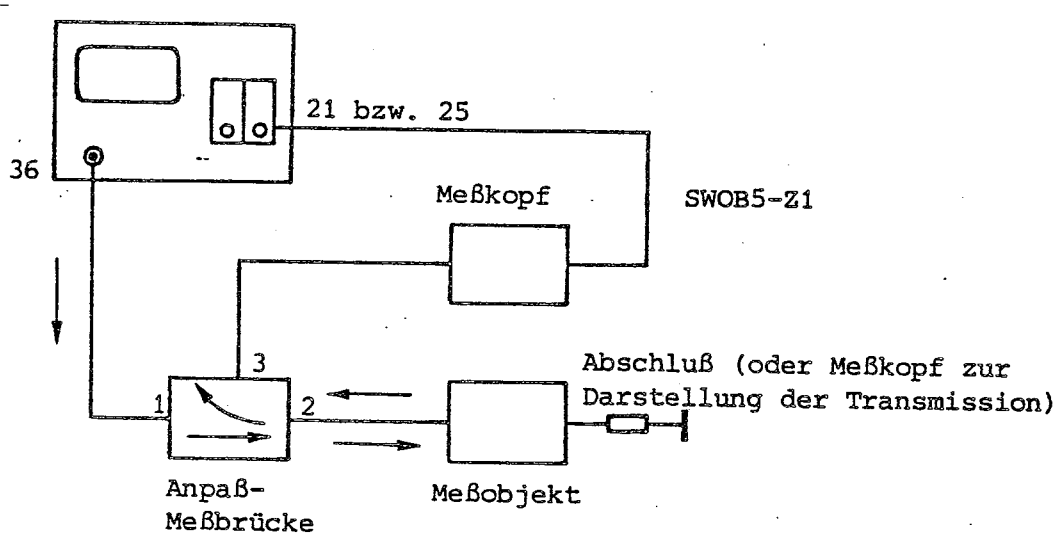 21 bzw. 25
36
Meßkopf
SWOB5-Z1
3
Abschluß (oder Meßkopf zur
Darstellung der Transmission)
1
2
Anpaß-
Meßbrücke
Meßobjekt